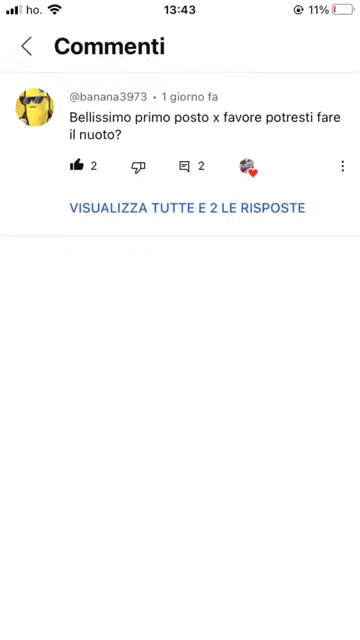 ho. 13:43 11%
Commenti
@banana3973 • 1 giorno fa
Bellissimo primo posto x favore potresti fare
il nuoto?
2 2
VISUALIZZA TUTTE E 2 LE RISPOSTE